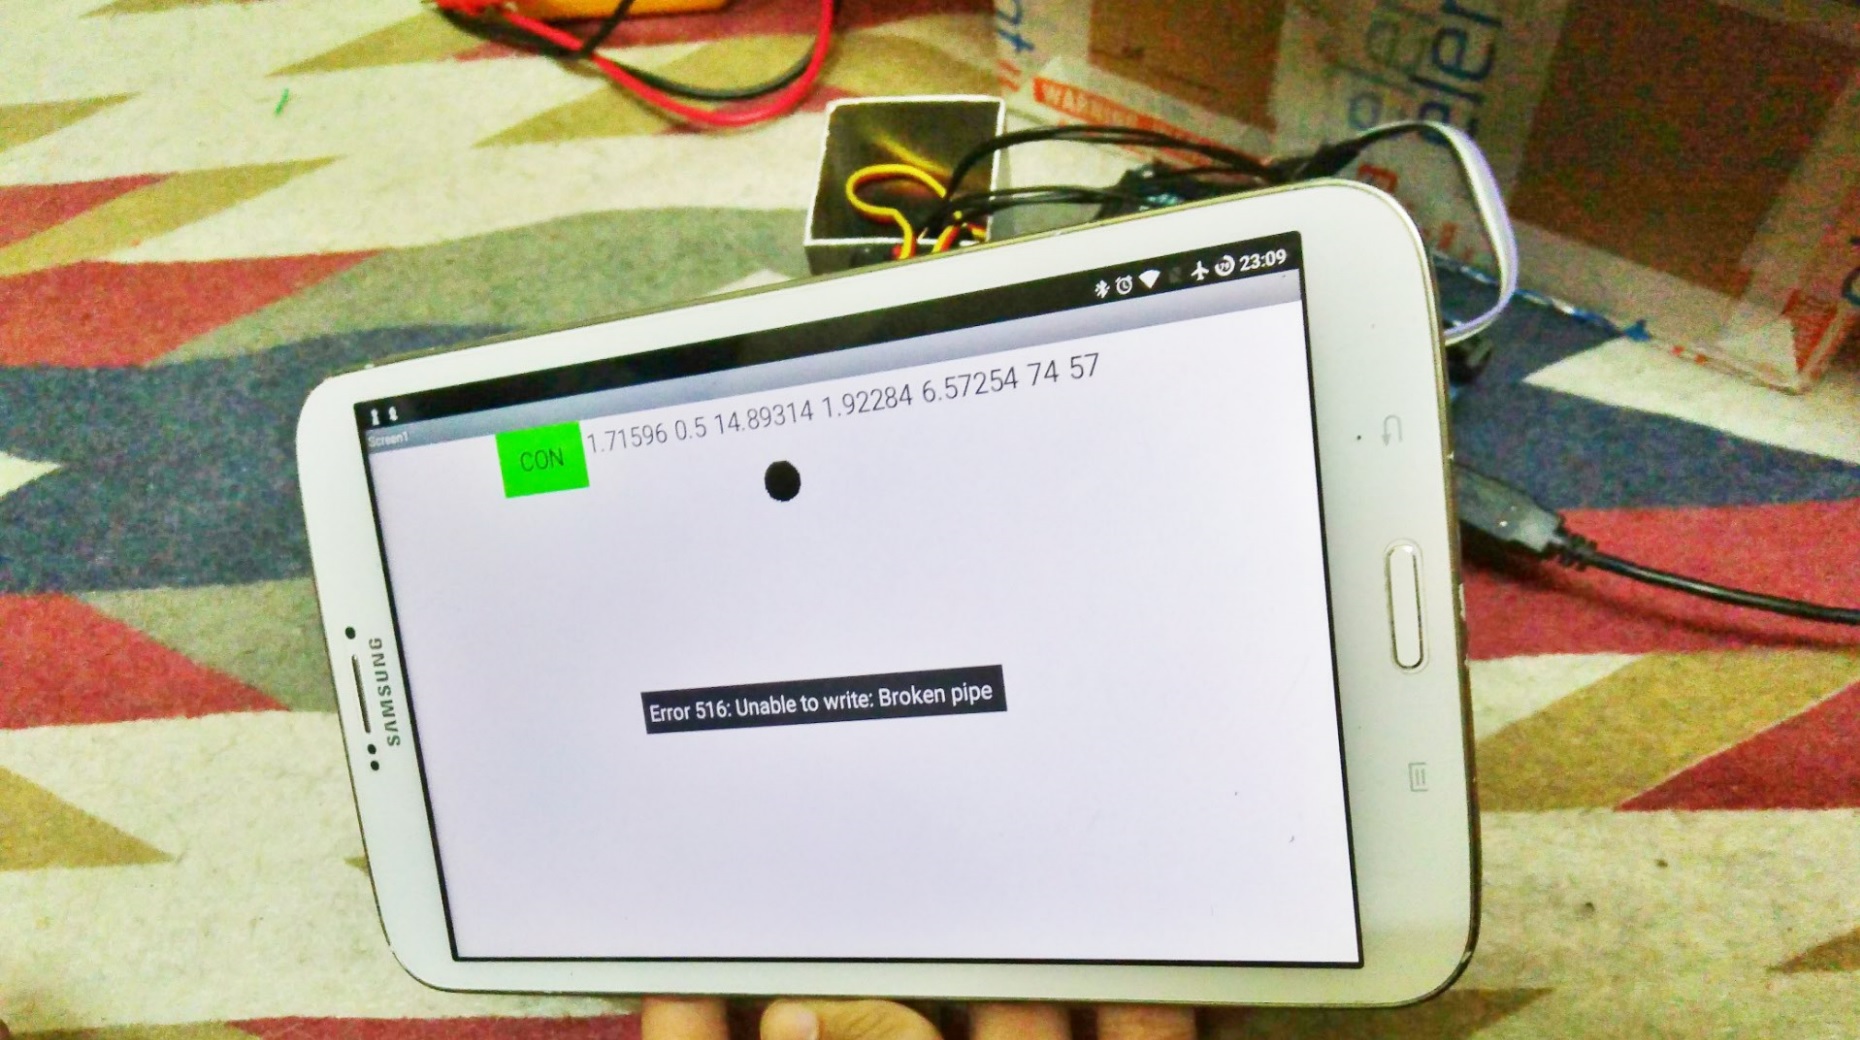 WARNING
23:09
Screen1
CON
1.71596 0.5 14.89314 1.92284 6.57254 74 57
Error 516: Unable to write: Broken pipe
SAMSUNG